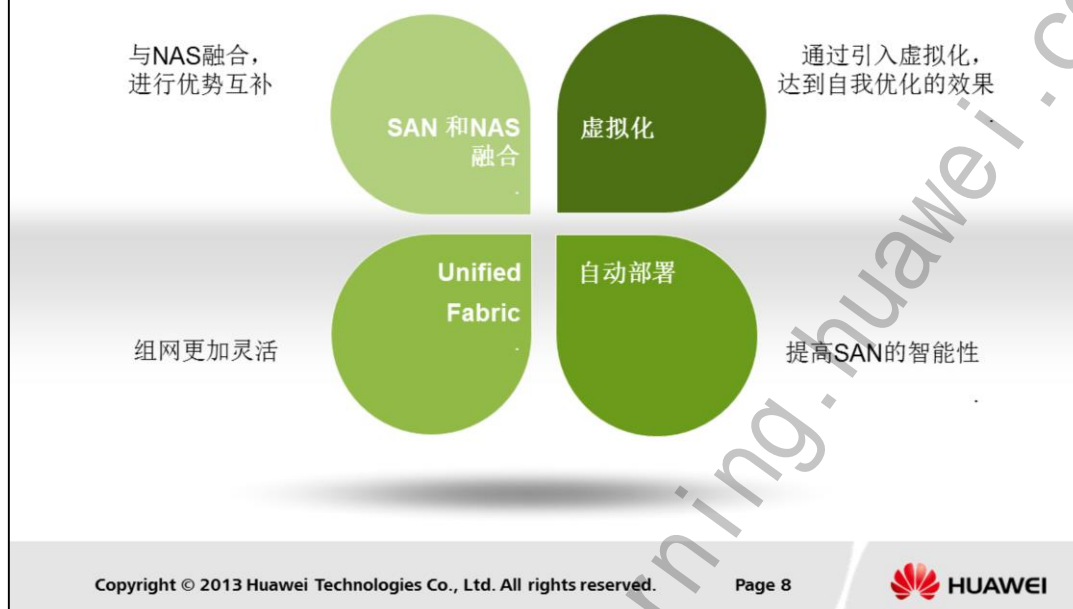 与NAS融合，
进行优势互补
SAN 和NAS
融合
.
虚拟化
通过引入虚拟化，
达到自我优化的效果
.
Unified
Fabric
.
自动部署
组网更加灵活
提高SAN的智能性
.
rning.huawei.c
Copyright © 2013 Huawei Technologies Co., Ltd. All rights reserved.
Page 8
HUAWEI